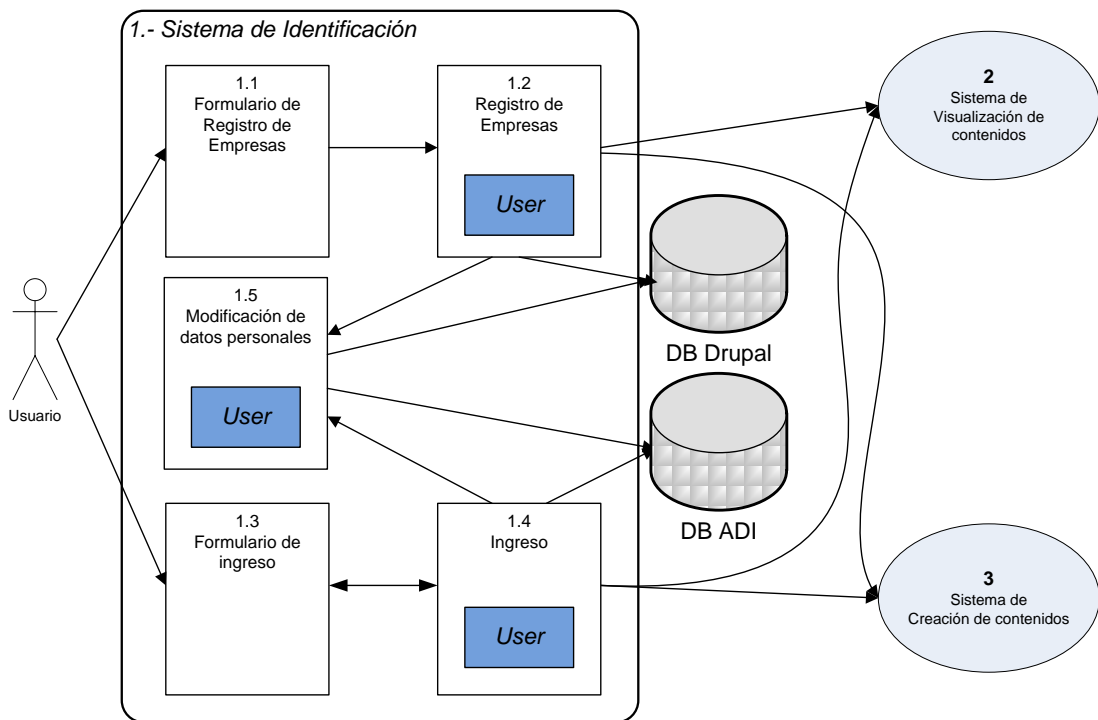 1.- Sistema de Identificación
1.1
Formulario de
Registro de
Empresas
1.2
Registro de
Empresas
User
2
Sistema de
Visualización de
contenidos
1.5
Modificación de
datos personales
User
DB Drupal
Usuario
DB ADI
1.3
Formulario de
ingreso
1.4
Ingreso
User
3
Sistema de
Creación de contenidos